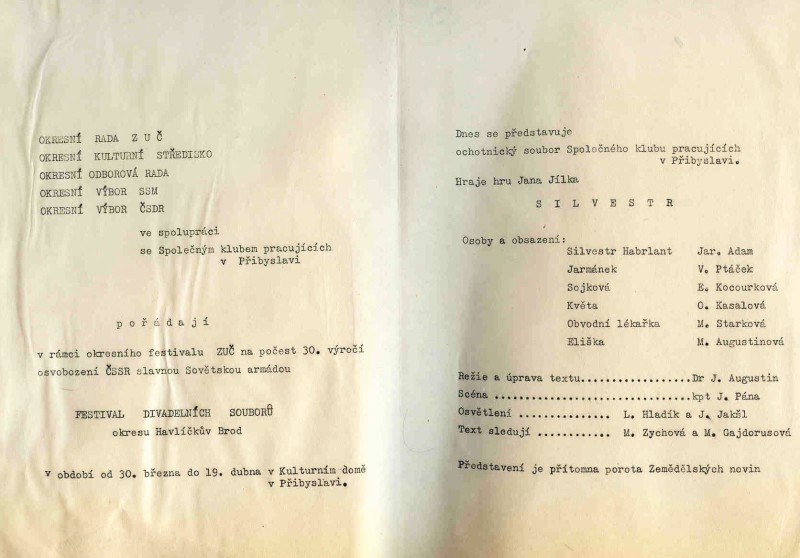 OKRESNÍ RADA Z U Č
OKRESNÍ KULTURNÍ STŘEDISKO
OKRESNÍ ODBOROVÁ RADA
OKRESNÍ VÍBOR SSM
OKRESNÍ VÍBOR ČSDR
ve spolupráci
se Společným klubem pracujících
v Přibyslavi
p o ř á d a j í
v rámci okresního festivalu ZUČ na počest 30. výročí
osvobození ČSSR slavnou Sovětskou armádou
FESTIVAL DIVADELNÍCH SOUBORŮ
okresu Havlíčkův Brod
v období od 30. března do 19. dubna v Kulturním domě
v Přibyslavi.
Dnes se představuje
ochotnický soubor Společného klubu pracujících
v Přibyslavi.
Hraje hru Jana Jílka
S I L V E S T R
Osoby a obsazení:
Silvestr Habrlant Jar. Adam
Jarmánek V. Ptáček
Sojková E. Kocourková
Květa O. Kasalová
Obvodní lékařka M. Starková
Eliška M. Augustinová
Režie a úprava textu...................Dr J. Augustin
Scéna .................................kpt J. Pána
Osvětlení ............... L. Hladík a J. Jakšl
Text sledují ............ M. Zychová a M. Gajdorusová
Představení je přítomna porota Zemědělských novin